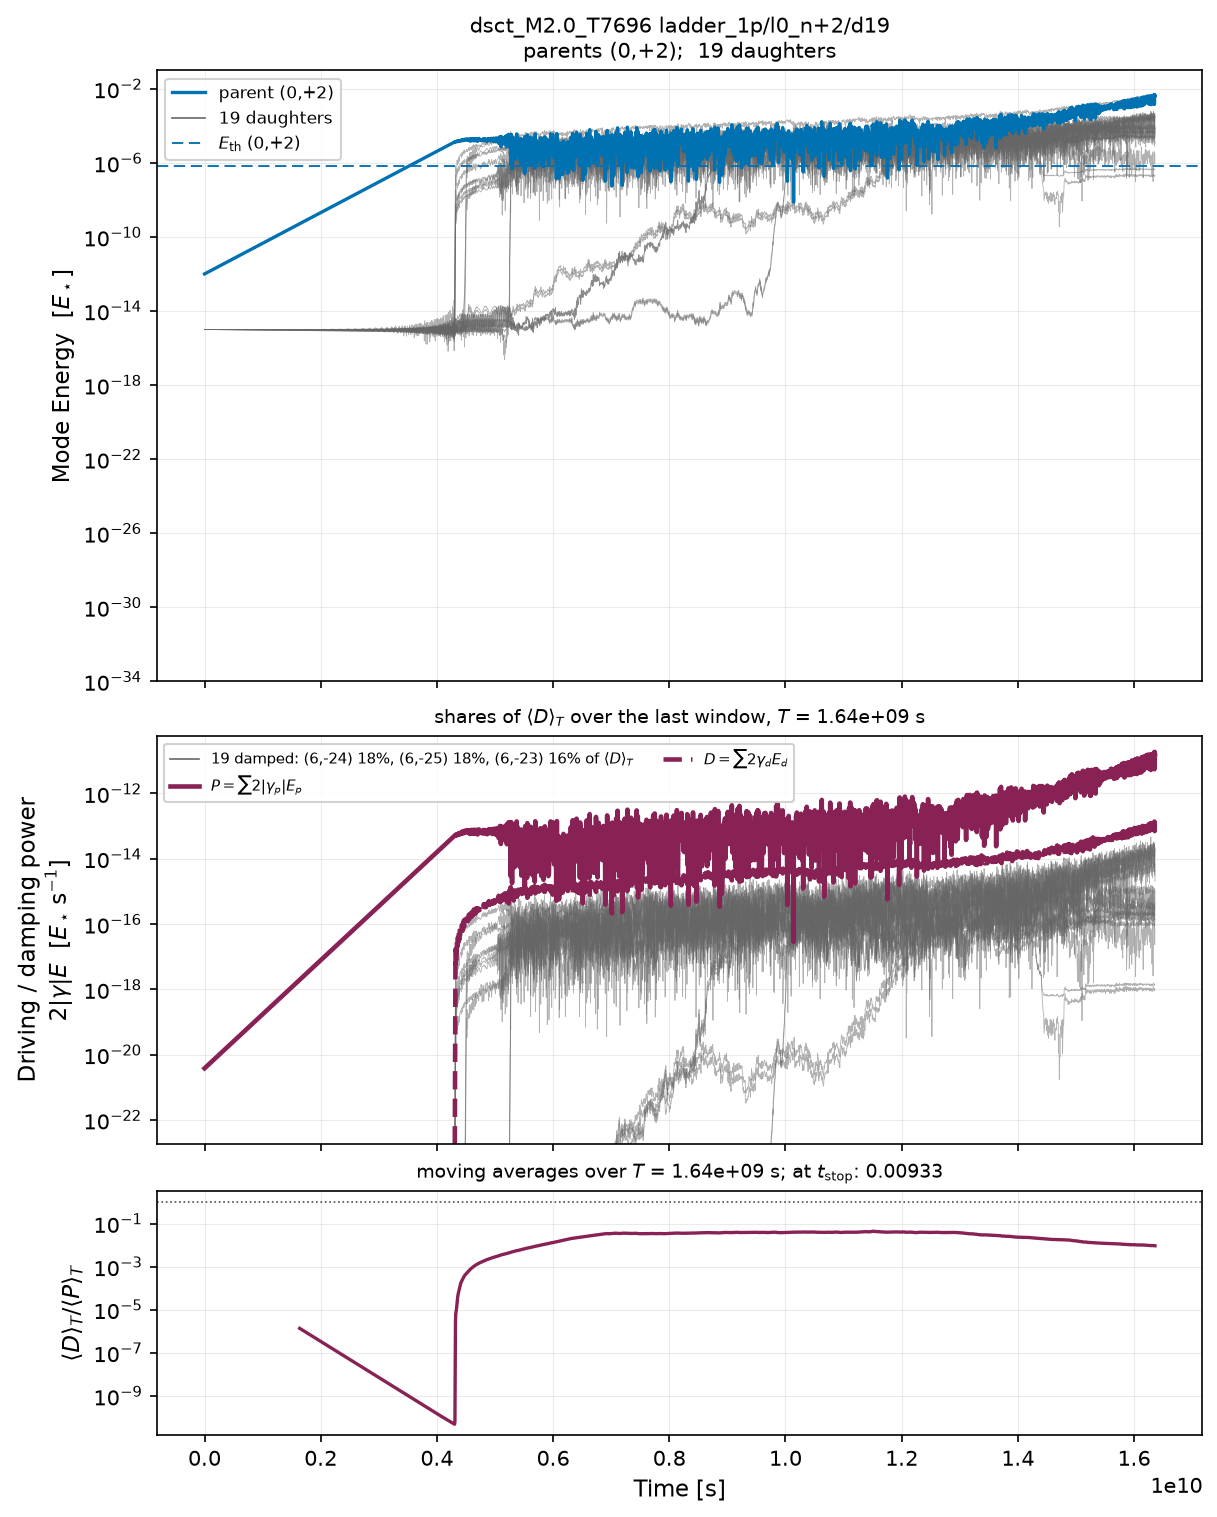 dsct_M2.0_T7696 ladder_1p/l0_n+2/d19
parents (0,+2);  19 daughters
parent (0,+2)
19 daughters
E_th (0,+2)
Mode Energy [E⋆]
10^−2
10^−6
10^−10
10^−14
10^−18
10^−22
10^−26
10^−30
10^−34
shares of ⟨D⟩_T over the last window, T = 1.64e+09 s
19 damped: (6,-24) 18%, (6,-25) 18%, (6,-23) 16% of ⟨D⟩_T
P = ∑2|γ_p|E_p
D = ∑2γ_dE_d
Driving / damping power
2|γ|E [E⋆ s^−1]
10^−12
10^−14
10^−16
10^−18
10^−20
10^−22
moving averages over T = 1.64e+09 s; at t_stop: 0.00933
⟨D⟩_T/⟨P⟩_T
10^−1
10^−3
10^−5
10^−7
10^−9
0.0 0.2 0.4 0.6 0.8 1.0 1.2 1.4 1.6
1e10
Time [s]